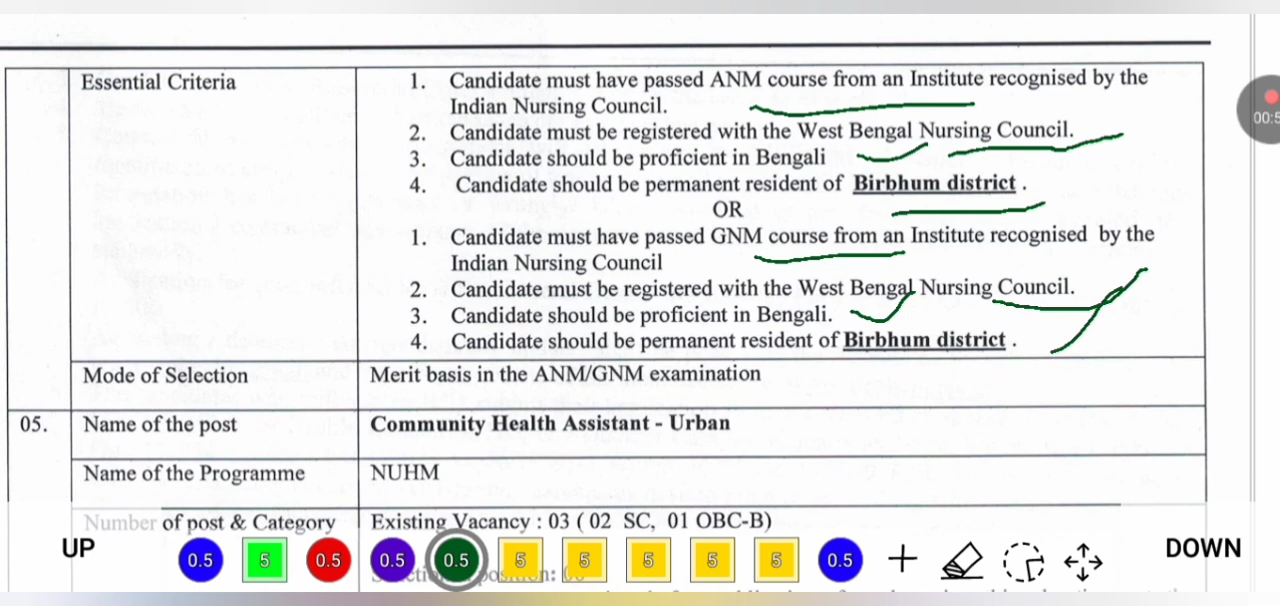 Essential Criteria
1. Candidate must have passed ANM course from an Institute recognised by the
Indian Nursing Council.
2. Candidate must be registered with the West Bengal Nursing Council.
3. Candidate should be proficient in Bengali
4. Candidate should be permanent resident of Birbhum district .
OR
1. Candidate must have passed GNM course from an Institute recognised by the
Indian Nursing Council
2. Candidate must be registered with the West Bengal Nursing Council.
3. Candidate should be proficient in Bengali.
4. Candidate should be permanent resident of Birbhum district .
Mode of Selection Merit basis in the ANM/GNM examination
05. Name of the post Community Health Assistant - Urban
Name of the Programme NUHM
Number of post & Category Existing Vacancy : 03 ( 02 SC, 01 OBC-B)
UP 0.5 5 0.5 0.5 0.5 5 5 5 5 5 0.5 DOWN
00:5